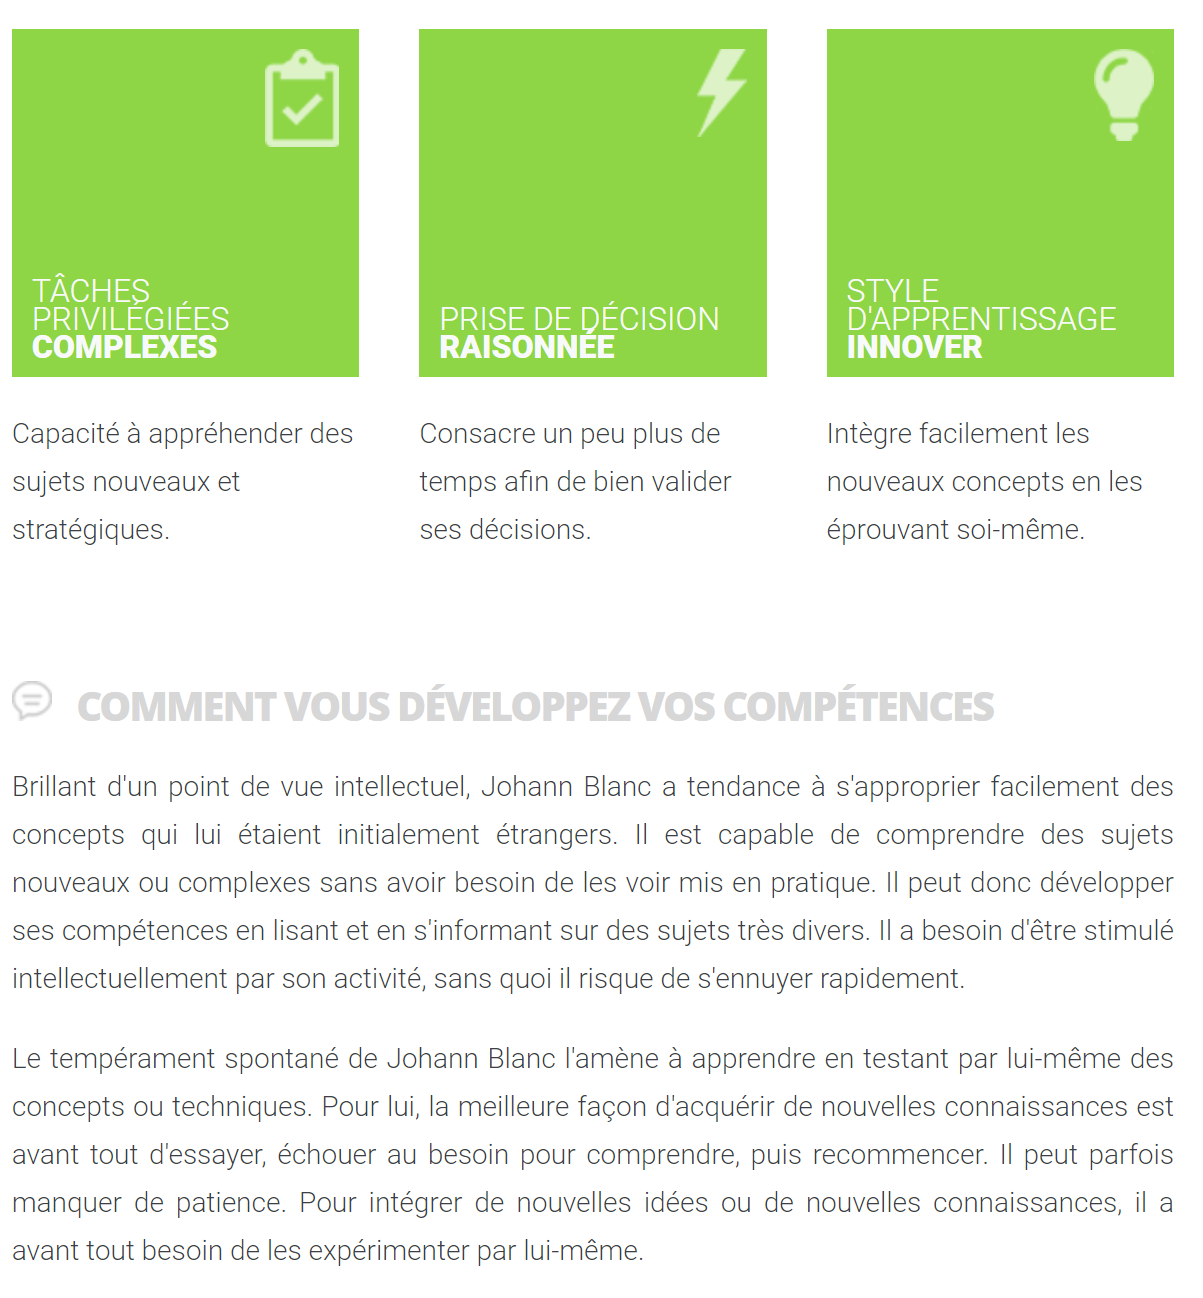 TÂCHES
PRIVILÉGIÉES
COMPLEXES
Capacité à appréhender des
sujets nouveaux et
stratégiques.
PRISE DE DÉCISION
RAISONNÉE
Consacre un peu plus de
temps afin de bien valider
ses décisions.
STYLE
D'APPRENTISSAGE
INNOVER
Intègre facilement les
nouveaux concepts en les
éprouvant soi-même.
COMMENT VOUS DÉVELOPPEZ VOS COMPÉTENCES
Brillant d'un point de vue intellectuel, Johann Blanc a tendance à s'approprier facilement des
concepts qui lui étaient initialement étrangers. Il est capable de comprendre des sujets
nouveaux ou complexes sans avoir besoin de les voir mis en pratique. Il peut donc développer
ses compétences en lisant et en s'informant sur des sujets très divers. Il a besoin d'être stimulé
intellectuellement par son activité, sans quoi il risque de s'ennuyer rapidement.
Le tempérament spontané de Johann Blanc l'amène à apprendre en testant par lui-même des
concepts ou techniques. Pour lui, la meilleure façon d'acquérir de nouvelles connaissances est
avant tout d'essayer, échouer au besoin pour comprendre, puis recommencer. Il peut parfois
manquer de patience. Pour intégrer de nouvelles idées ou de nouvelles connaissances, il a
avant tout besoin de les expérimenter par lui-même.